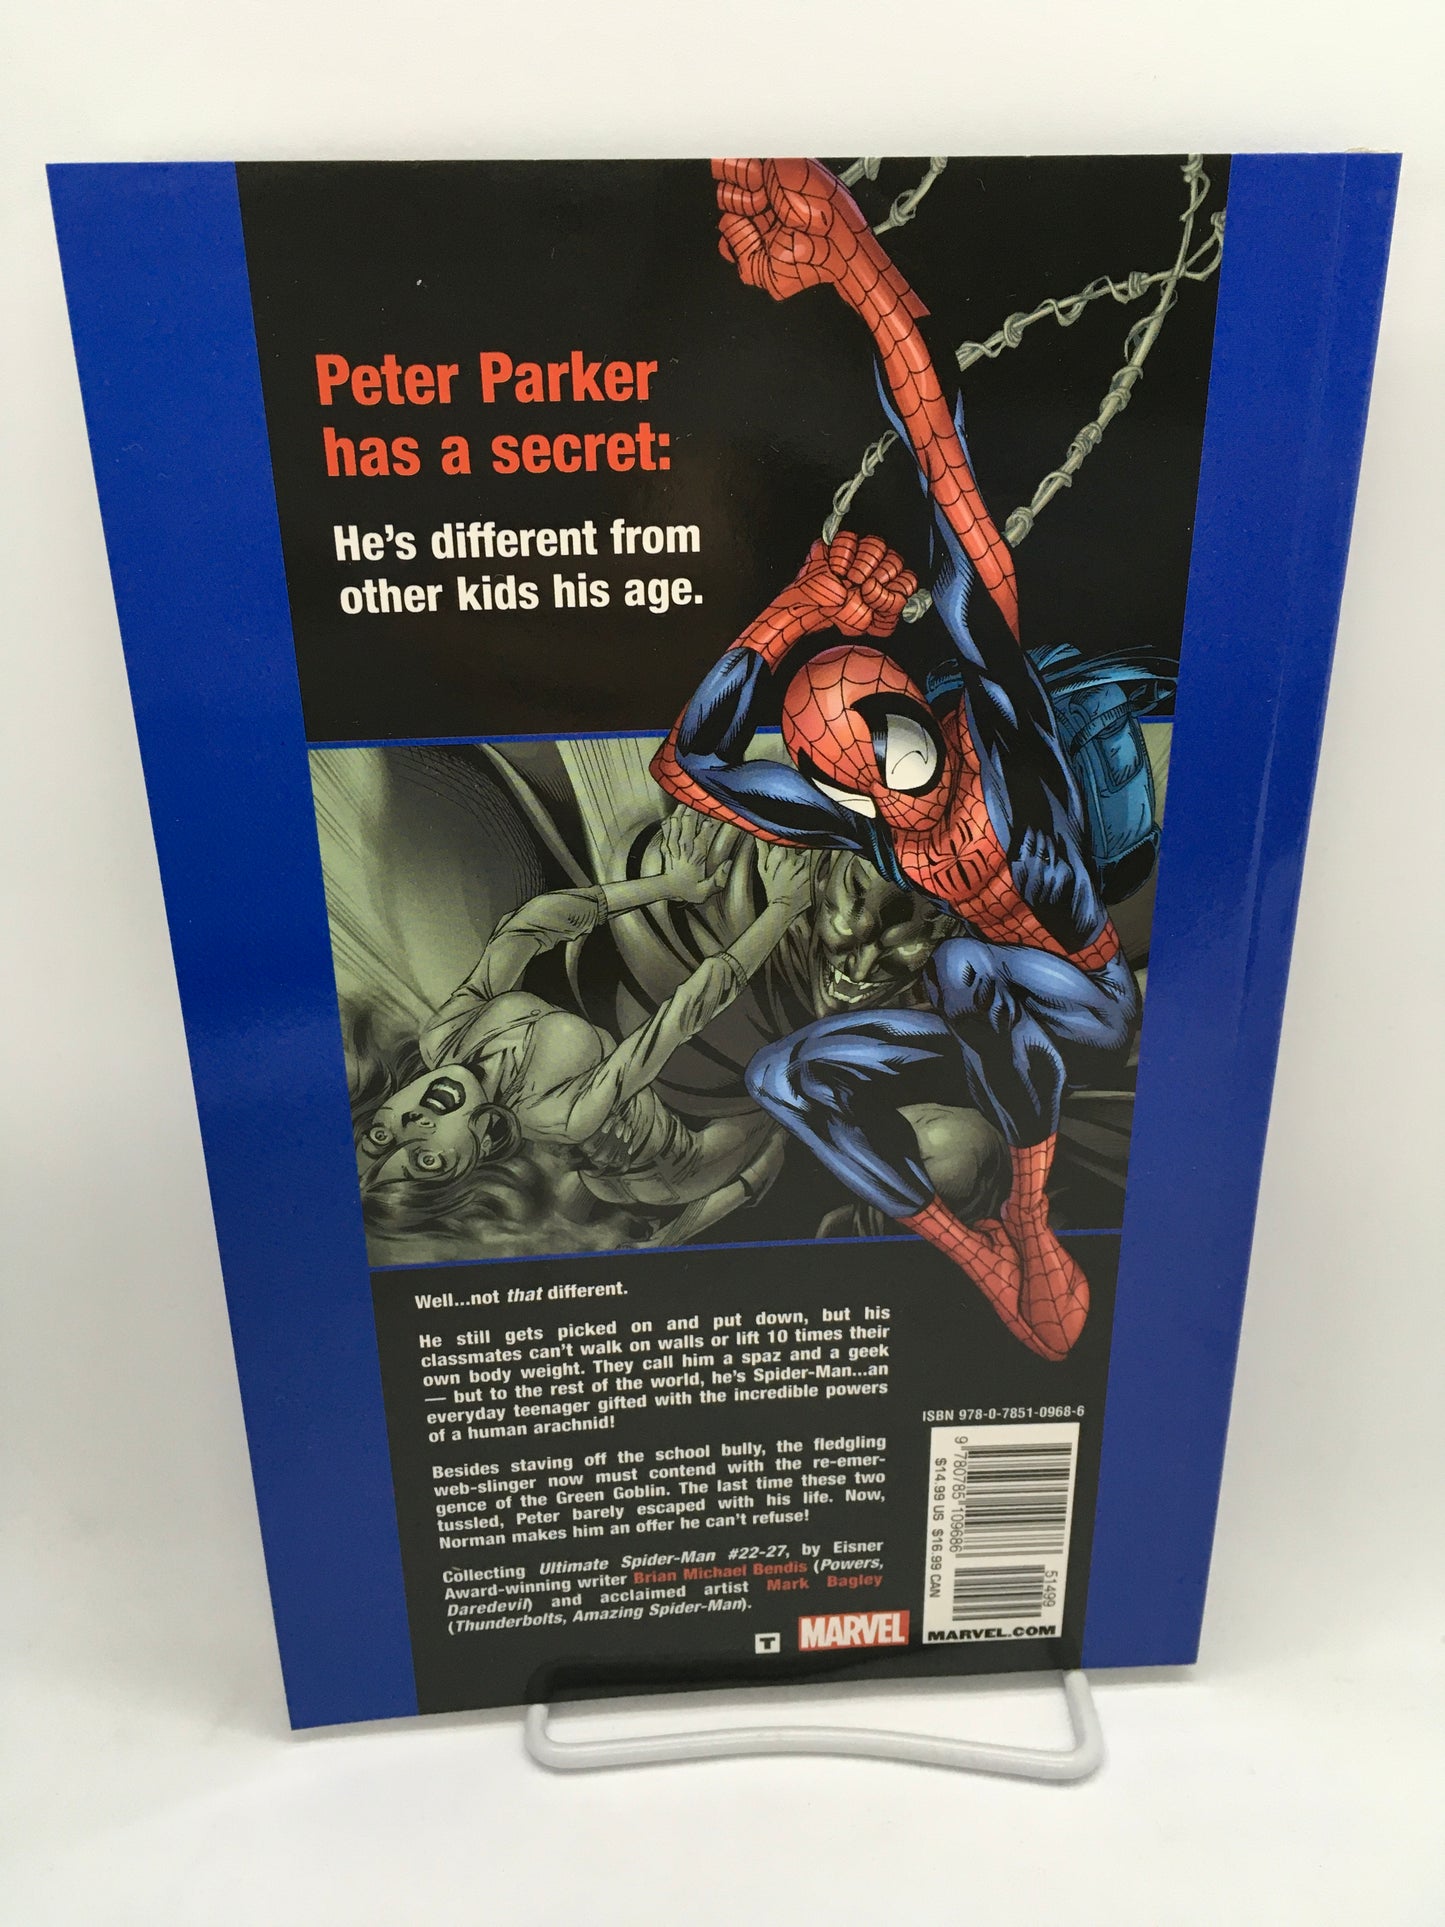 Peter Parker
has a secret:
He's different from
other kids his age.
Well...not that different.
He still gets picked on and put down, but his
classmates can't walk on walls or lift 10 times their
own body weight. They call him a spaz and a geek
— but to the rest of the world, he's Spider-Man...an
everyday teenager gifted with the incredible powers
of a human arachnid!
Besides staving off the school bully, the fledgling
web-slinger now must contend with the re-emer-
gence of the Green Goblin. The last time these two
tussled, Peter barely escaped with his life. Now,
Norman makes him an offer he can't refuse!
Collecting Ultimate Spider-Man #22-27, by Eisner
Award-winning writer Brian Michael Bendis (Powers,
Daredevil) and acclaimed artist Mark Bagley
(Thunderbolts, Amazing Spider-Man).
T
MARVEL
ISBN 978-0-7851-0968-6
9 780785 109686
51499
$14.99 US $16.99 CAN
MARVEL.COM